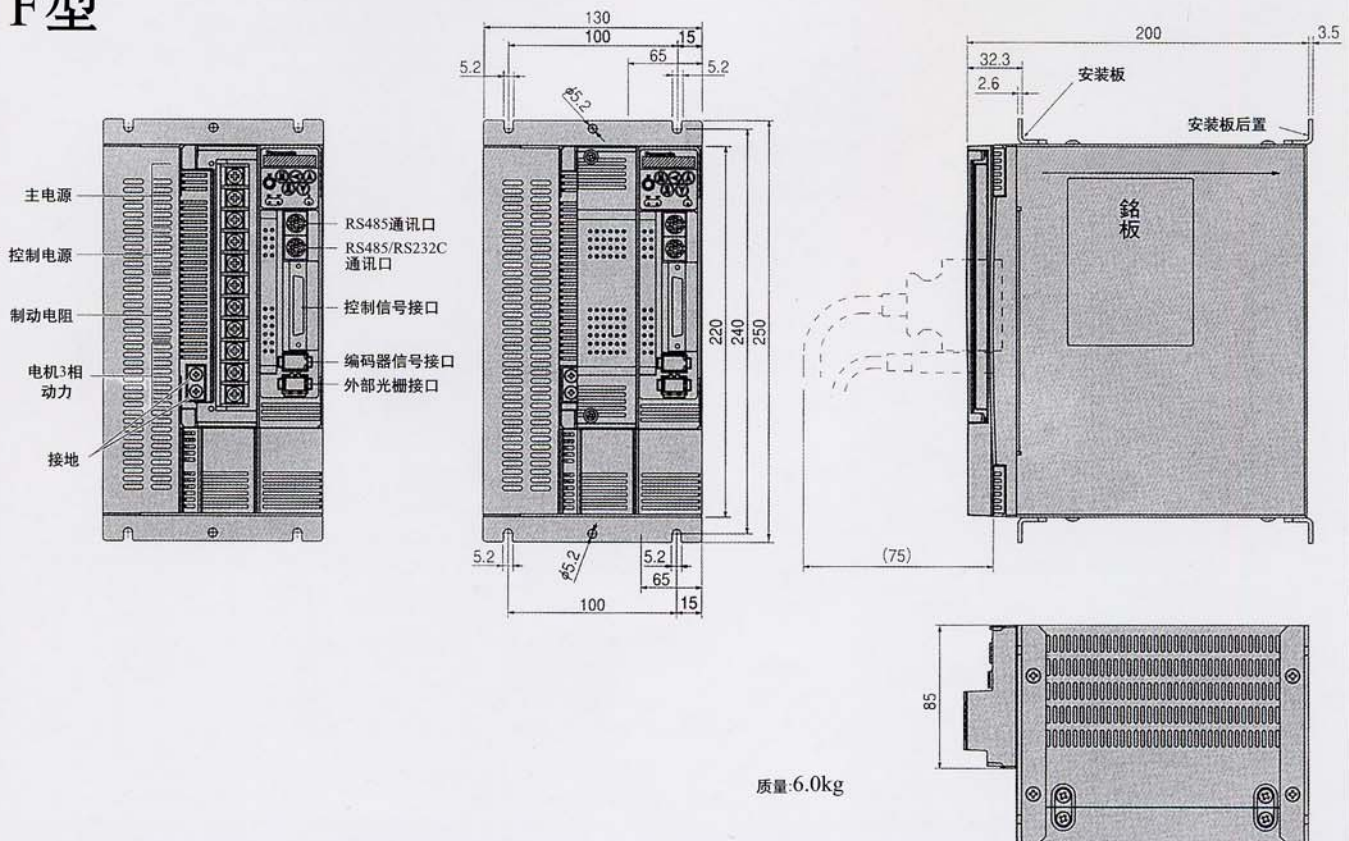 F型
主电源
控制电源
制动电阻
电机3相
动力
接地
RS485通讯口
RS485/RS232C
通讯口
控制信号接口
编码器信号接口
外部光栅接口
130
100
15
65
5.2
5.2
ϕ5.2
220
240
250
5.2
ϕ5.2
5.2
65
100
15
200
3.5
32.3
2.6
安装板
安装板后置
銘板
(75)
85
质量:6.0kg